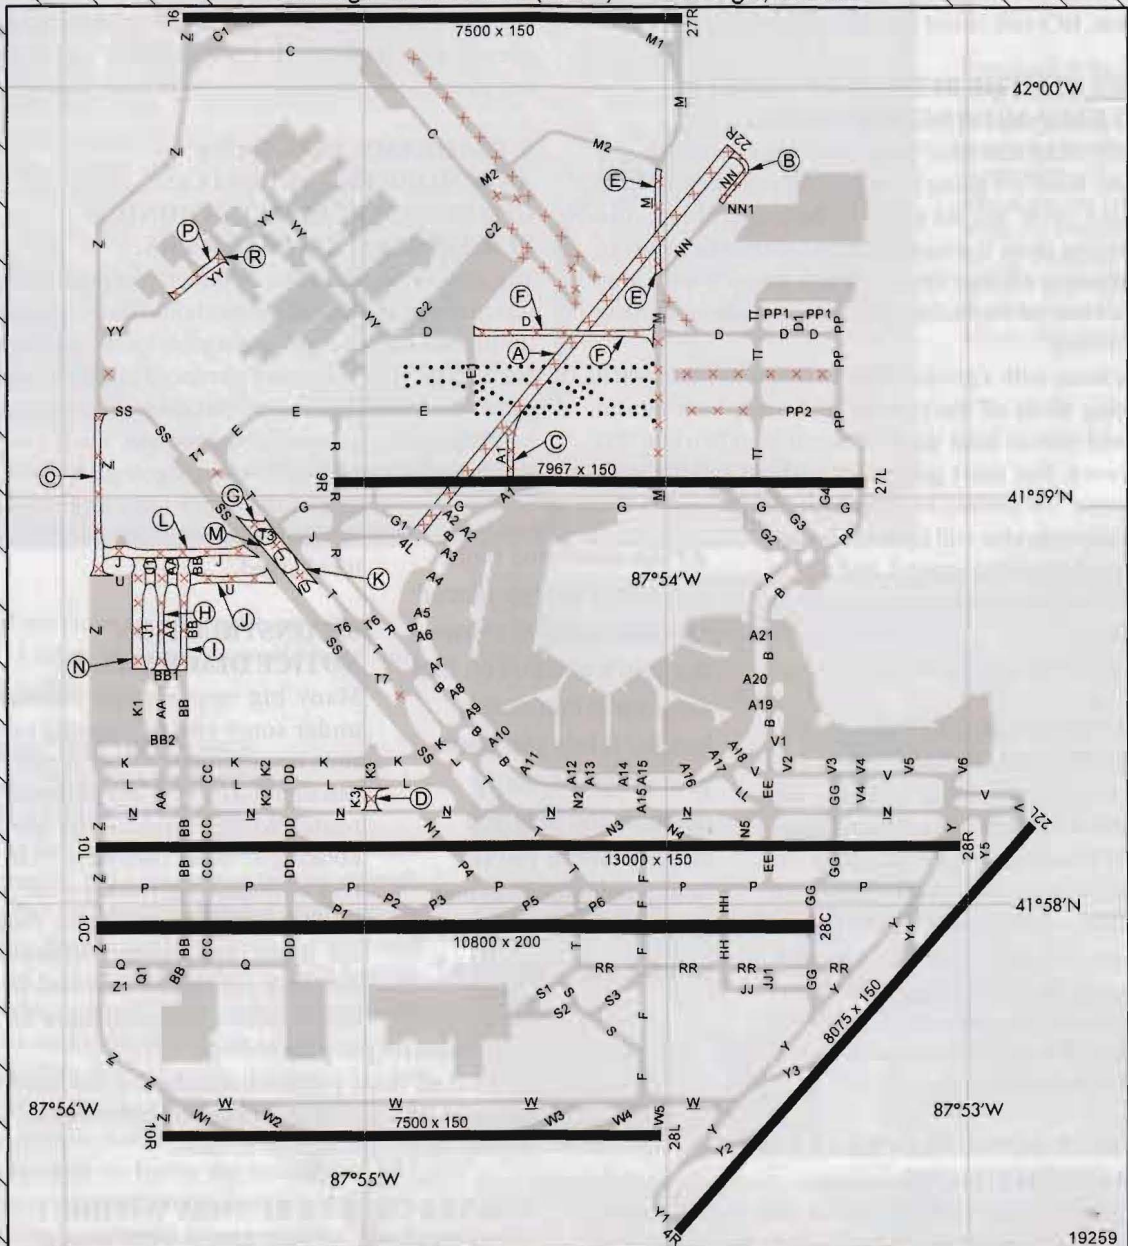 9L 27R
7500 x 150
Z C1 C M1
M
42°00'W
C M2 22R B
Z E M NN
M2 NN1
P YY YY C2
R YY NN
Z E
YY F M TT PP1 D1 PP1 PP
C2 D D D D D
YY A F TT PP
E1
SS E E PP2 PP
SS E
O Z T1 R A1 C TT
7967 x 150
9R R A1 M G4 27L
41°59'N
G T SS G G1 A2 G G G G3 G
L M T3 J R 4L B A2 G2 PP
J J1 AA BB J A3
U U U K T A4 87°54'W A
J B
H T6 T6 R A5
Z J1 AA BB I SS T B A6 A21
N A7 B
BB1 T7 B A8 A20
K1 AA BB A9 A19
BB2 K B A10 B
SS B A18 V1
K CC K K2 DD K K3 K L A11 A12 A13 A14 A15 A16 A17 V V2 V3 V4 V5 V6
L AA L K2 L K3 D L T N2 A15 LL EE GG V4 V
N N N N N N N5 N V
Z BB CC DD N1 T N3 N4 Y 22L
10L 28R
13000 x 150
BB CC DD P4 T F EE GG Y5
P P P P2 P3 P P P P
P1 P5 P6 F HH GG
41°58'N
10C 28C
10800 x 200
Z BB CC DD T F HH Y Y4
Q Q1 BB Q RR RR RR GG RR
Z1 S1 S S3 JJ JJ1 Y
S2 S F
8075 x 150
Z Y
Z F Y3
87°56'W W W W W 87°53'W
W1 W2 W3 W4 W5 Y
Z
10R 28L
7500 x 150
Y2
87°55'W
Y1
4R
19259